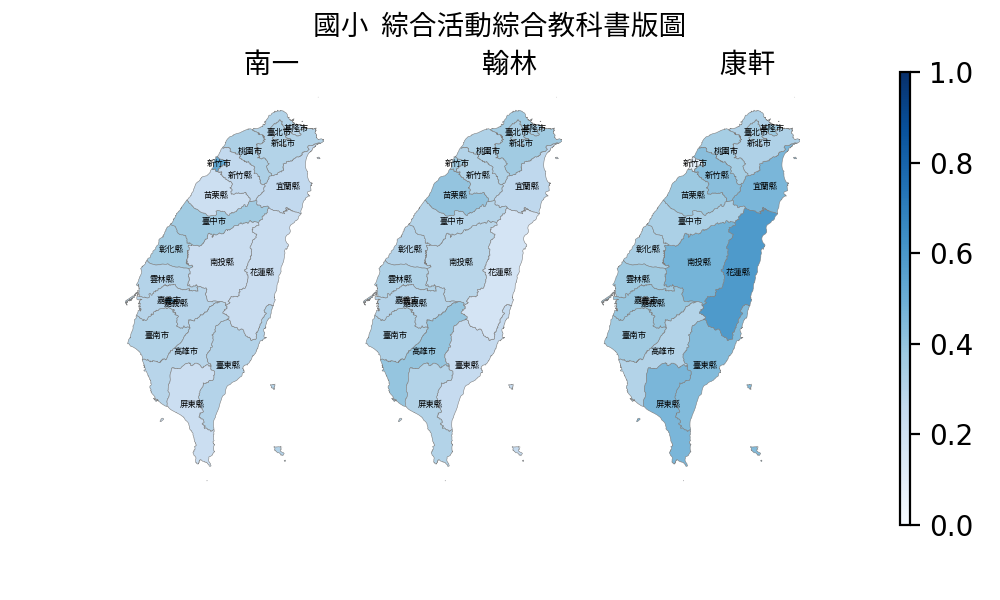 國小 綜合活動綜合教科書版圖
南一
翰林
康軒
基隆市
臺北市
新北市
桃園市
新竹市
新竹縣
宜蘭縣
苗栗縣
臺中市
彰化縣
南投縣
花蓮縣
雲林縣
嘉義市
嘉義縣
臺南市
高雄市
臺東縣
屏東縣
基隆市
臺北市
新北市
桃園市
新竹市
新竹縣
宜蘭縣
苗栗縣
臺中市
彰化縣
南投縣
花蓮縣
雲林縣
嘉義市
嘉義縣
臺南市
高雄市
臺東縣
屏東縣
基隆市
臺北市
新北市
桃園市
新竹市
新竹縣
宜蘭縣
苗栗縣
臺中市
彰化縣
南投縣
花蓮縣
雲林縣
嘉義市
嘉義縣
臺南市
高雄市
臺東縣
屏東縣
1.0
0.8
0.6
0.4
0.2
0.0